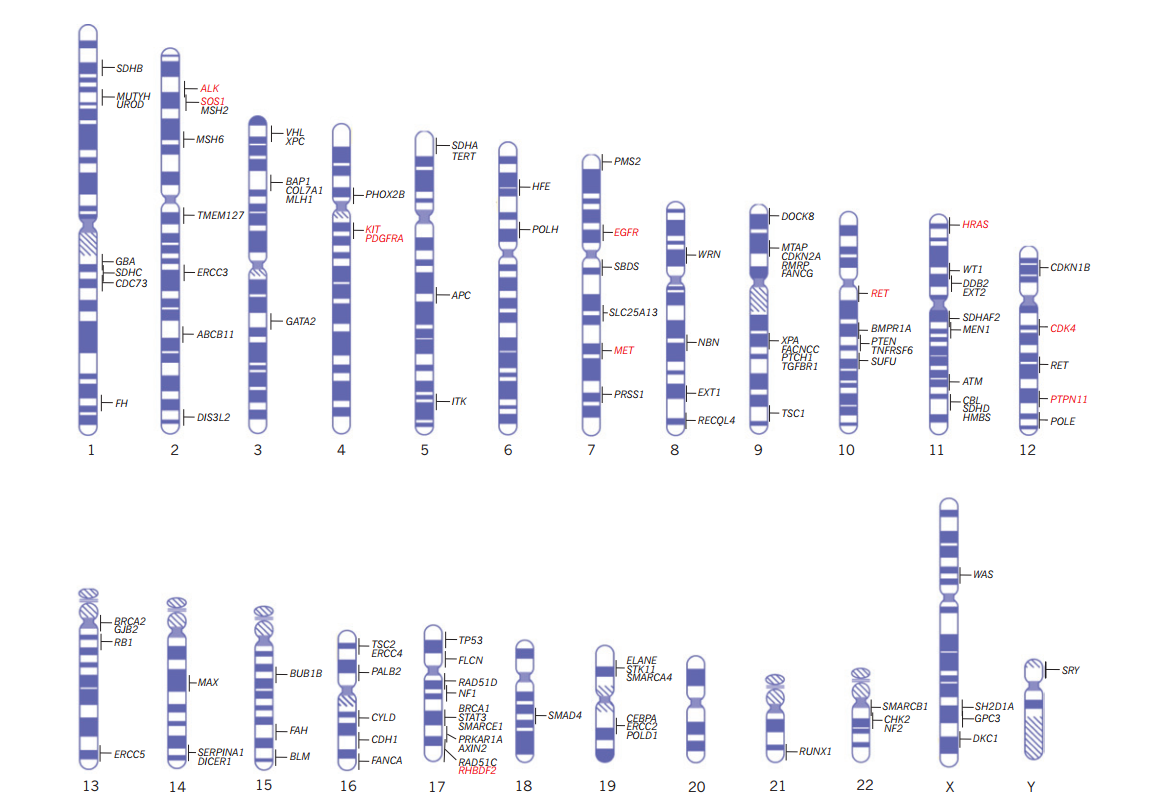 SDHB
MUTYH
UROD
GBA
SDHC
CDC73
FH
1
ALK
SOS1
MSH2
MSH6
TMEM127
ERCC3
ABCB11
DIS3L2
2
VHL
XPC
BAP1
COL7A1
MLH1
GATA2
3
PHOX2B
KIT
PDGFRA
4
SDHA
TERT
APC
ITK
5
HFE
POLH
6
PMS2
EGFR
SBDS
SLC25A13
MET
PRSS1
7
WRN
NBN
EXT1
RECQL4
8
DOCK8
MTAP
CDKN2A
RMRP
FANCG
XPA
FACNCC
PTCH1
TGFBR1
TSC1
9
RET
BMPR1A
PTEN
TNFRSF6
SUFU
10
HRAS
WT1
DDB2
EXT2
SDHAF2
MEN1
ATM
CBL
SDHD
HMBS
11
CDKN1B
CDK4
RET
PTPN11
POLE
12
BRCA2
GJB2
RB1
ERCC5
13
MAX
SERPINA1
DICER1
14
BUB1B
FAH
BLM
15
TSC2
ERCC4
PALB2
CYLD
CDH1
FANCA
16
TP53
FLCN
RAD51D
NF1
BRCA1
STAT3
SMARCE1
PRKAR1A
AXIN2
RAD51C
RHBDF2
17
SMAD4
18
ELANE
STK11
SMARCA4
CEBPA
ERCC2
POLD1
19
20
RUNX1
21
SMARCB1
CHK2
NF2
22
WAS
SH2D1A
GPC3
DKC1
X
SRY
Y